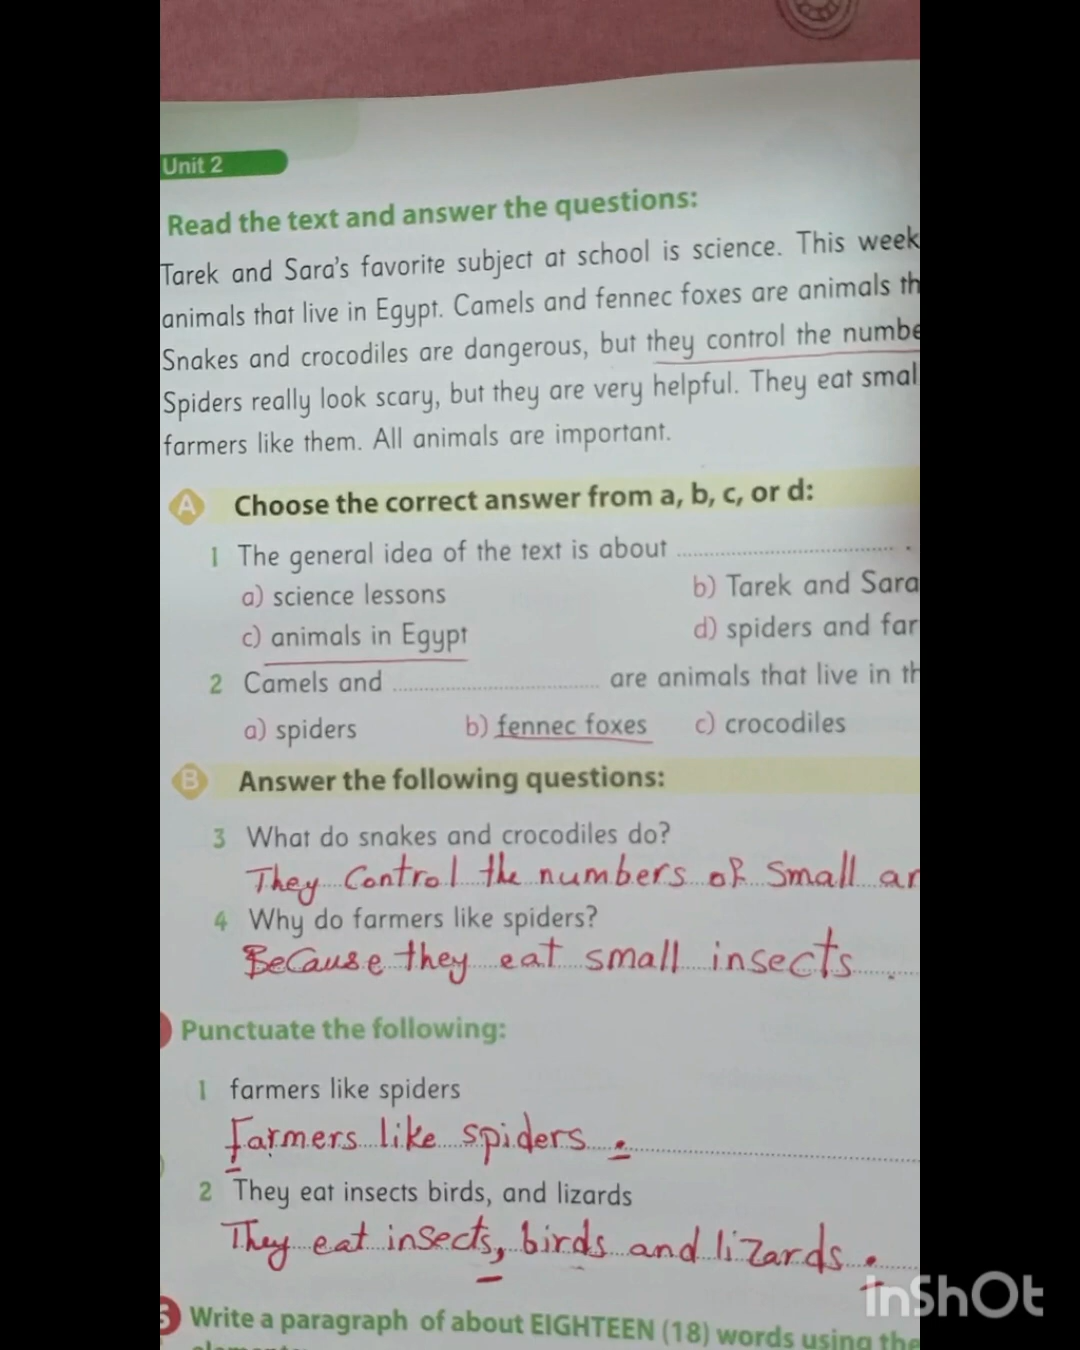 Unit 2
Read the text and answer the questions:
Tarek and Sara's favorite subject at school is science. This week
animals that live in Egypt. Camels and fennec foxes are animals th
Snakes and crocodiles are dangerous, but they control the numbe
Spiders really look scary, but they are very helpful. They eat smal
farmers like them. All animals are important.
A Choose the correct answer from a, b, c, or d:
1 The general idea of the text is about .
a) science lessons b) Tarek and Sara
c) animals in Egypt d) spiders and far
2 Camels and are animals that live in th
a) spiders b) fennec foxes c) crocodiles
B Answer the following questions:
3 What do snakes and crocodiles do?
They control the numbers of small an
4 Why do farmers like spiders?
Because they eat small insects .
Punctuate the following:
1 farmers like spiders
Farmers like spiders .
2 They eat insects birds, and lizards
They eat insects, birds and lizards .
Write a paragraph of about EIGHTEEN (18) words using the
InShOt